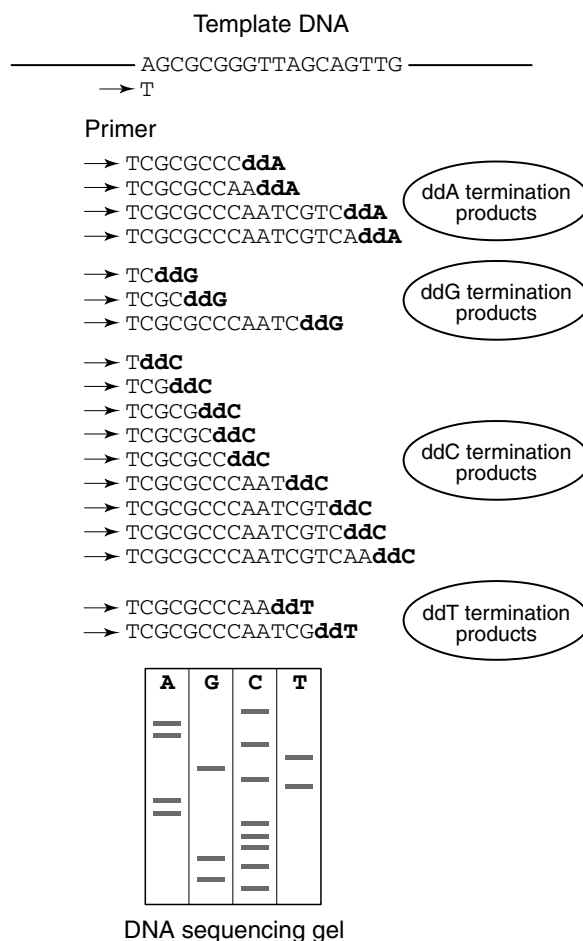 Template DNA
AGCGCGGGTTAGCAGTTG
T
Primer
TCGCGCCCddA
TCGCGCCAAddA
TCGCGCCCAATCGTCddA
TCGCGCCCAATCGTCAddA
ddA termination
products
TCddG
TCGCddG
TCGCGCCCAATCddG
ddG termination
products
TddC
TCGddC
TCGCGddC
TCGCGCddC
TCGCGCCddC
TCGCGCCCAATddC
TCGCGCCCAATCGTddC
TCGCGCCCAATCGTCddC
TCGCGCCCAATCGTCAAddC
ddC termination
products
TCGCGCCCAAddT
TCGCGCCCAATCGddT
ddT termination
products
A G C T
DNA sequencing gel